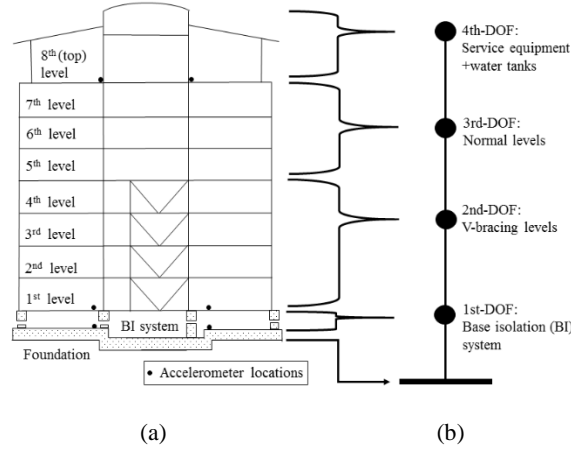 8th (top)
level
7th level
6th level
5th level
4th level
3rd level
2nd level
1st level
BI system
Foundation
• Accelerometer locations
4th-DOF:
Service equipment
+water tanks
3rd-DOF:
Normal levels
2nd-DOF:
V-bracing levels
1st-DOF:
Base isolation (BI)
system
(a)
(b)